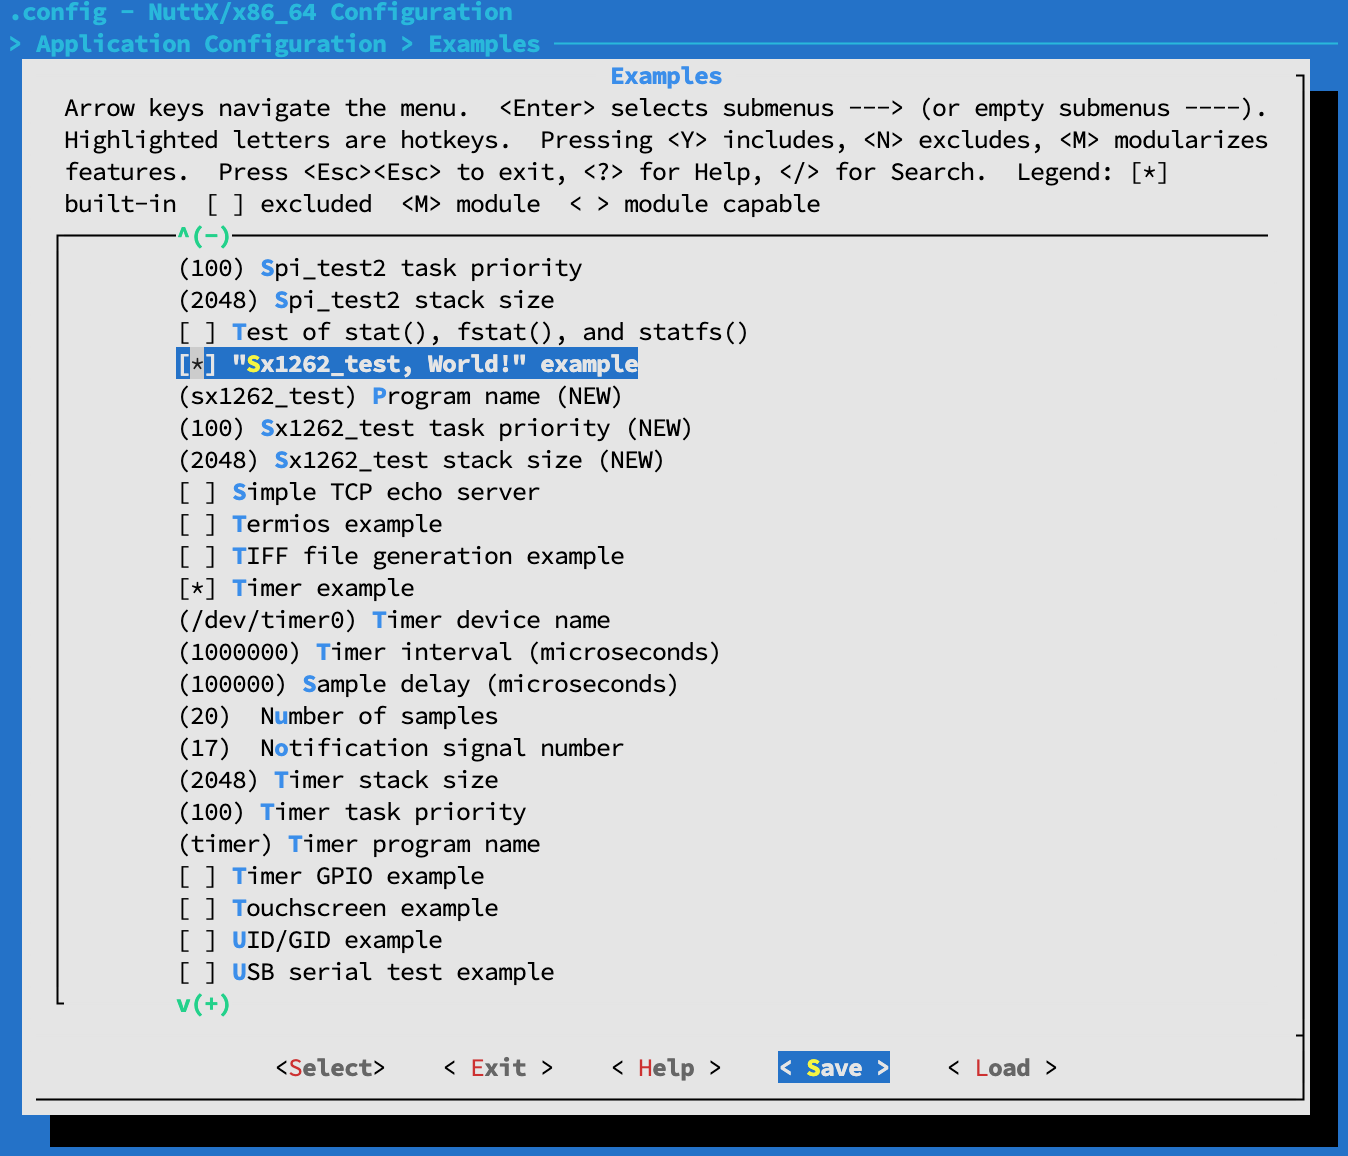 .config - NuttX/x86_64 Configuration
> Application Configuration > Examples
Examples
Arrow keys navigate the menu.  <Enter> selects submenus ---> (or empty submenus ----).
Highlighted letters are hotkeys.  Pressing <Y> includes, <N> excludes, <M> modularizes
features.  Press <Esc><Esc> to exit, <?> for Help, </> for Search.  Legend: [*]
built-in  [ ] excluded  <M> module  < > module capable
^(-)
(100) Spi_test2 task priority
(2048) Spi_test2 stack size
[ ] Test of stat(), fstat(), and statfs()
[*] "Sx1262_test, World!" example
(sx1262_test) Program name (NEW)
(100) Sx1262_test task priority (NEW)
(2048) Sx1262_test stack size (NEW)
[ ] Simple TCP echo server
[ ] Termios example
[ ] TIFF file generation example
[*] Timer example
(/dev/timer0) Timer device name
(1000000) Timer interval (microseconds)
(100000) Sample delay (microseconds)
(20)  Number of samples
(17)  Notification signal number
(2048) Timer stack size
(100) Timer task priority
(timer) Timer program name
[ ] Timer GPIO example
[ ] Touchscreen example
[ ] UID/GID example
[ ] USB serial test example
v(+)
<Select>    < Exit >    < Help >    < Save >    < Load >